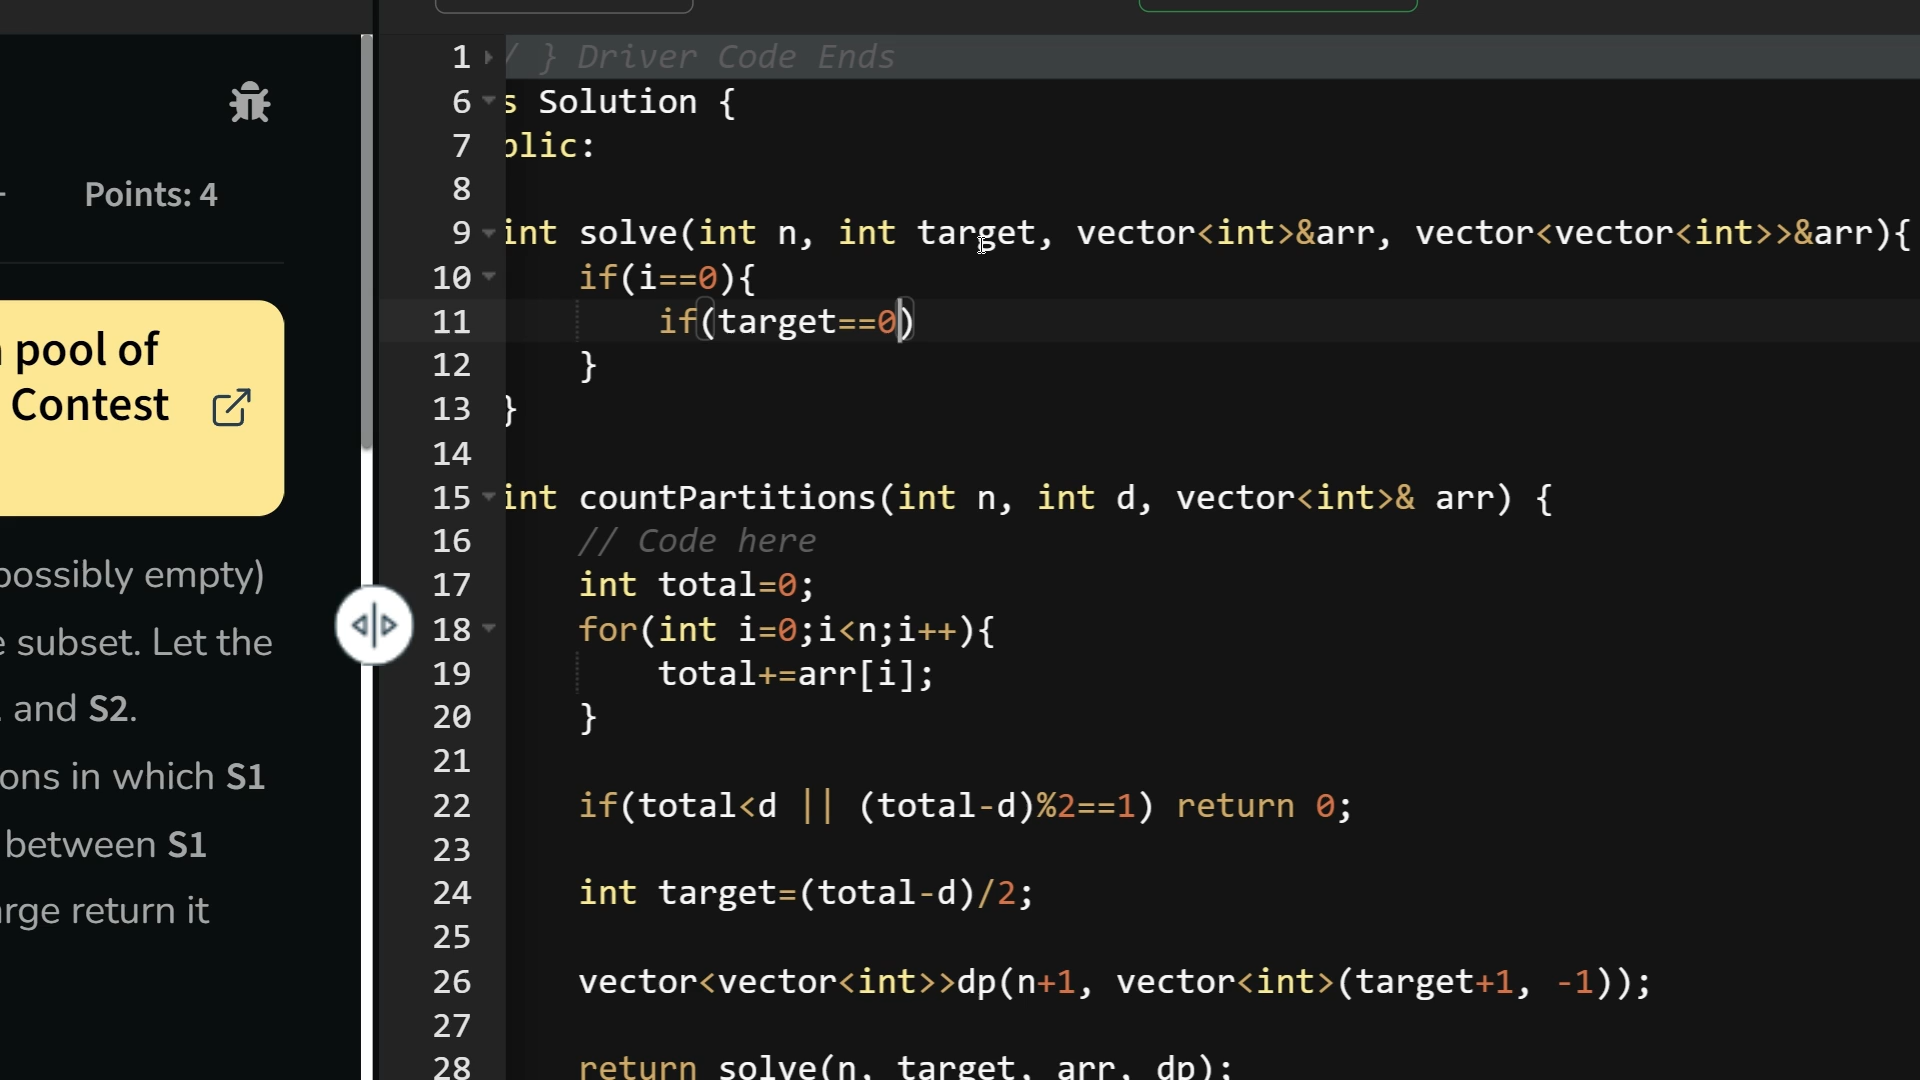 Points: 4
pool of
Contest
possibly empty)
subset. Let the
and S2.
ons in which S1
between S1
arge return it
1 / } Driver Code Ends
6 s Solution {
7 blic:
8
9 int solve(int n, int target, vector<int>&arr, vector<vector<int>>&arr){
10 if(i==0){
11 if(target==0)
12 }
13 }
14
15 int countPartitions(int n, int d, vector<int>& arr) {
16 // Code here
17 int total=0;
18 for(int i=0;i<n;i++){
19 total+=arr[i];
20 }
21
22 if(total<d || (total-d)%2==1) return 0;
23
24 int target=(total-d)/2;
25
26 vector<vector<int>>dp(n+1, vector<int>(target+1, -1));
27
28 return solve(n, target, arr, dp);